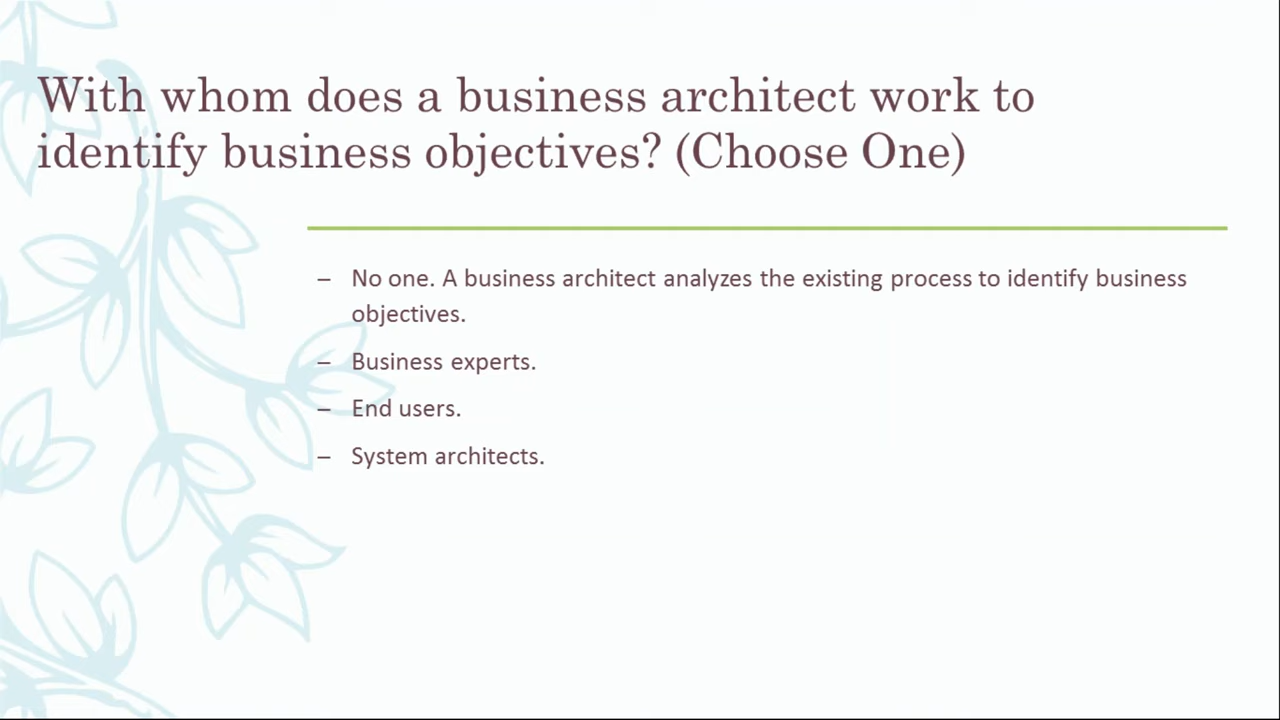 With whom does a business architect work to
identify business objectives? (Choose One)
– No one. A business architect analyzes the existing process to identify business
objectives.
– Business experts.
– End users.
– System architects.